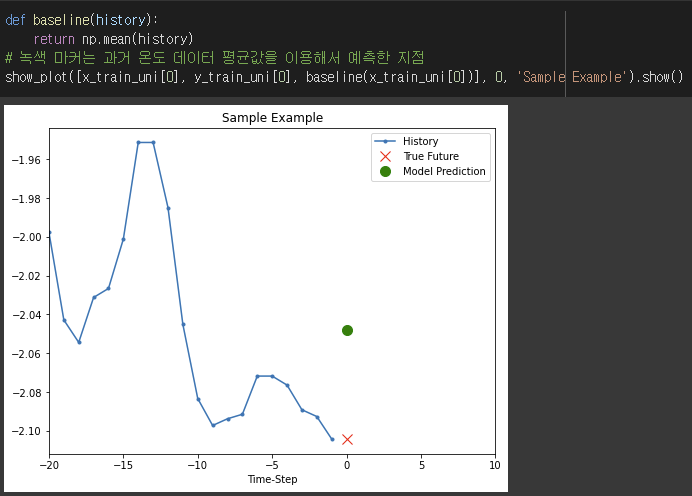 def baseline(history):
    return np.mean(history)
# 녹색 마커는 과거 온도 데이터 평균값을 이용해서 예측한 지점
show_plot([x_train_uni[0], y_train_uni[0], baseline(x_train_uni[0])], 0, 'Sample Example').show()
Sample Example
History
True Future
Model Prediction
−1.96
−1.98
−2.00
−2.02
−2.04
−2.06
−2.08
−2.10
−20 −15 −10 −5 0 5 10
Time-Step